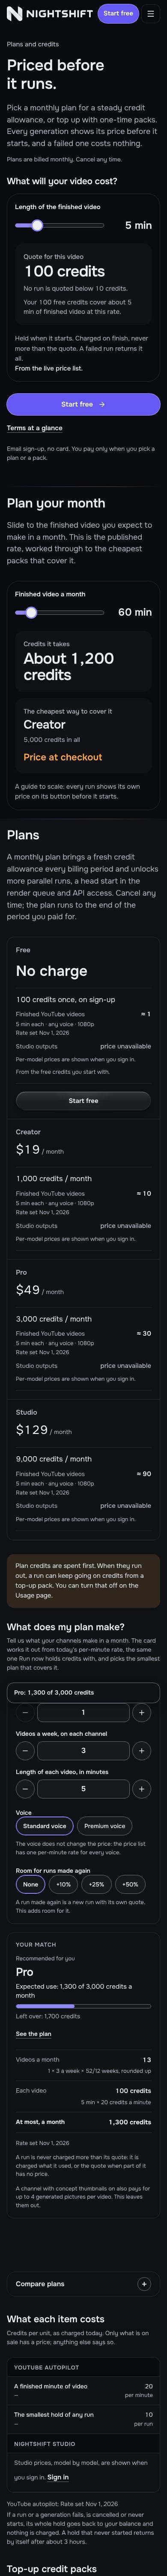 NIGHTSHIFT
Start free
Plans and credits
Priced before
it runs.
Pick a monthly plan for a steady credit
allowance, or top up with one-time packs.
Every generation shows its price before it
starts, and a failed one costs nothing.
Plans are billed monthly. Cancel any time.
What will your video cost?
Length of the finished video
5 min
Quote for this video
100 credits
No run is quoted below 10 credits.
Your 100 free credits cover about 5
min of finished video at this rate.
Held when it starts. Charged on finish, never
more than the quote. A failed run returns it
all.
From the live price list.
Start free →
Terms at a glance
Email sign-up, no card. You pay only when you pick a
plan or a pack.
Plan your month
Slide to the finished video you expect to
make in a month. This is the published
rate, worked through to the cheapest
packs that cover it.
Finished video a month
60 min
Credits it takes
About 1,200
credits
The cheapest way to cover it
Creator
5,000 credits in all
Price at checkout
A guide to scale: every run shows its own
price on its button before it starts.
Plans
A monthly plan brings a fresh credit
allowance every billing period and unlocks
more parallel runs, a head start in the
render queue and API access. Cancel any
time; the plan runs to the end of the
period you paid for.
Free
No charge
100 credits once, on sign-up
Finished YouTube videos ≈ 1
5 min each · any voice · 1080p
Rate set Nov 1, 2026
Studio outputs price unavailable
Per-model prices are shown when you sign in.
From the free credits you start with.
Start free
Creator
$19 / month
1,000 credits / month
Finished YouTube videos ≈ 10
5 min each · any voice · 1080p
Rate set Nov 1, 2026
Studio outputs price unavailable
Per-model prices are shown when you sign in.
Pro
$49 / month
3,000 credits / month
Finished YouTube videos ≈ 30
5 min each · any voice · 1080p
Rate set Nov 1, 2026
Studio outputs price unavailable
Per-model prices are shown when you sign in.
Studio
$129 / month
9,000 credits / month
Finished YouTube videos ≈ 90
5 min each · any voice · 1080p
Rate set Nov 1, 2026
Studio outputs price unavailable
Per-model prices are shown when you sign in.
Plan credits are spent first. When they run
out, a run can keep going on credits from a
top-up pack. You can turn that off on the
Usage page.
What does my plan make?
Tell us what your channels make in a month. The card
works it out from today's per-minute rate, the same
one Run now holds credits with, and picks the smallest
plan that covers it.
Pro: 1,300 of 3,000 credits
− 1 +
Videos a week, on each channel
− 3 +
Length of each video, in minutes
− 5 +
Voice
Standard voice
Premium voice
The voice does not change the price: the price list
has one per-minute rate for every voice.
Room for runs made again
None +10% +25% +50%
A run made again is a new run with its own quote.
This adds room for it.
YOUR MATCH
Recommended for you
Pro
Expected use: 1,300 of 3,000 credits a
month
Left over: 1,700 credits
See the plan
Videos a month 13
1 × 3 a week × 52/12 weeks, rounded up
Each video 100 credits
5 min × 20 credits a minute
At most, a month 1,300 credits
Rate set Nov 1, 2026
A run is never charged more than its quote: it is
charged what it used, or the quote when part of it
has no price.
A channel with concept thumbnails on also pays for
up to 4 generated pictures per video. This leaves
them out.
Compare plans +
What each item costs
Credits per unit, as charged today. Only what is on
sale has a price; anything else says so.
YOUTUBE AUTOPILOT
A finished minute of video 20
— per minute
The smallest hold of any run 10
— per run
NIGHTSHIFT STUDIO
Studio prices, model by model, are shown when
you sign in. Sign in
YouTube autopilot: Rate set Nov 1, 2026
If a run or a generation fails, is cancelled or never
starts, its whole hold goes back to your balance and
nothing is charged. A hold that never started returns
by itself after about 3 hours.
Top-up credit packs